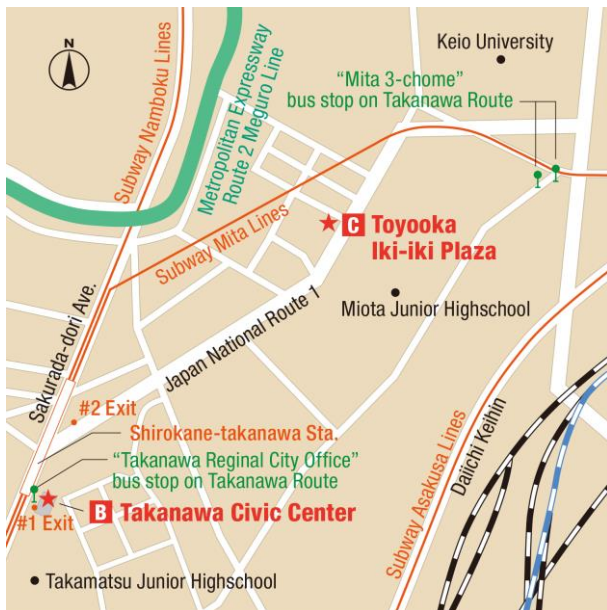 N
Keio University
“Mita 3-chome”
bus stop on Takanawa Route
Subway Namboku Lines
Metropolitan Expressway
Route 2 Meguro Line
Subway Mita Lines
C Toyooka
Iki-iki Plaza
Miota Junior Highschool
Sakurada-dori Ave.
Japan National Route 1
#2 Exit
Shirokane-takanawa Sta.
“Takanawa Reginal City Office”
bus stop on Takanawa Route
B Takanawa Civic Center
#1 Exit
Subway Asakusa Lines
Daiichi Keihin
Takamatsu Junior Highschool